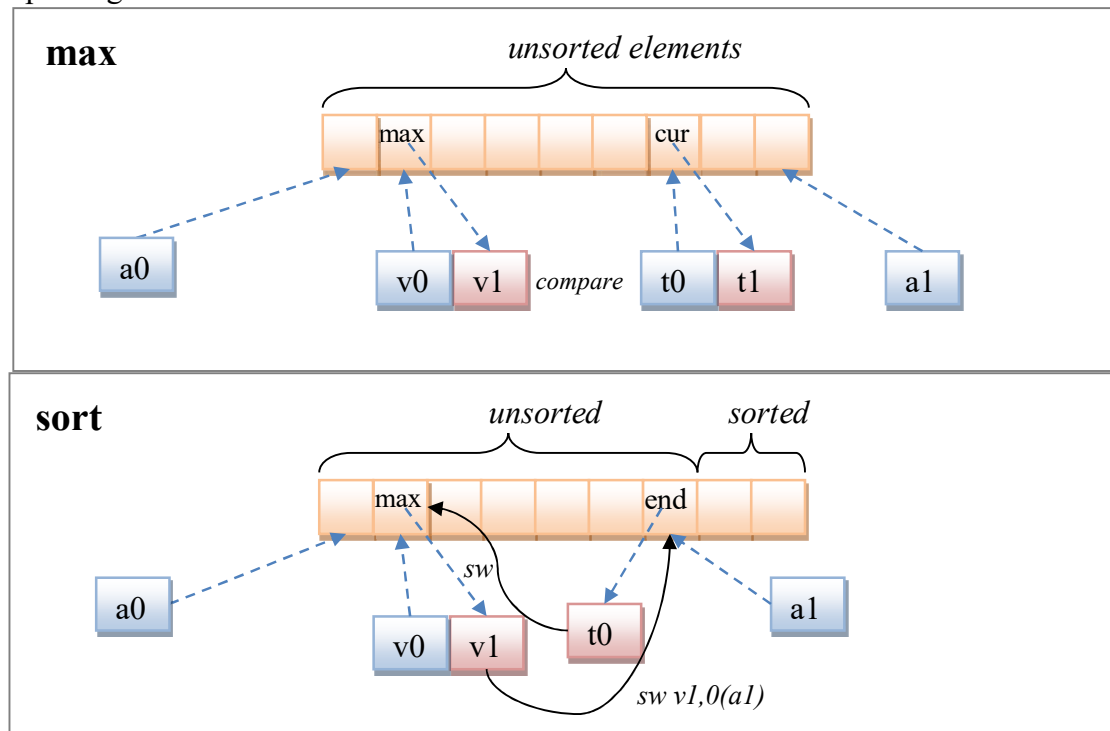 max
unsorted elements
max
cur
a0
v0 v1 compare t0 t1
a1
sort
unsorted
sorted
max
end
sw
a0
v0 v1
t0
a1
sw v1,0(a1)